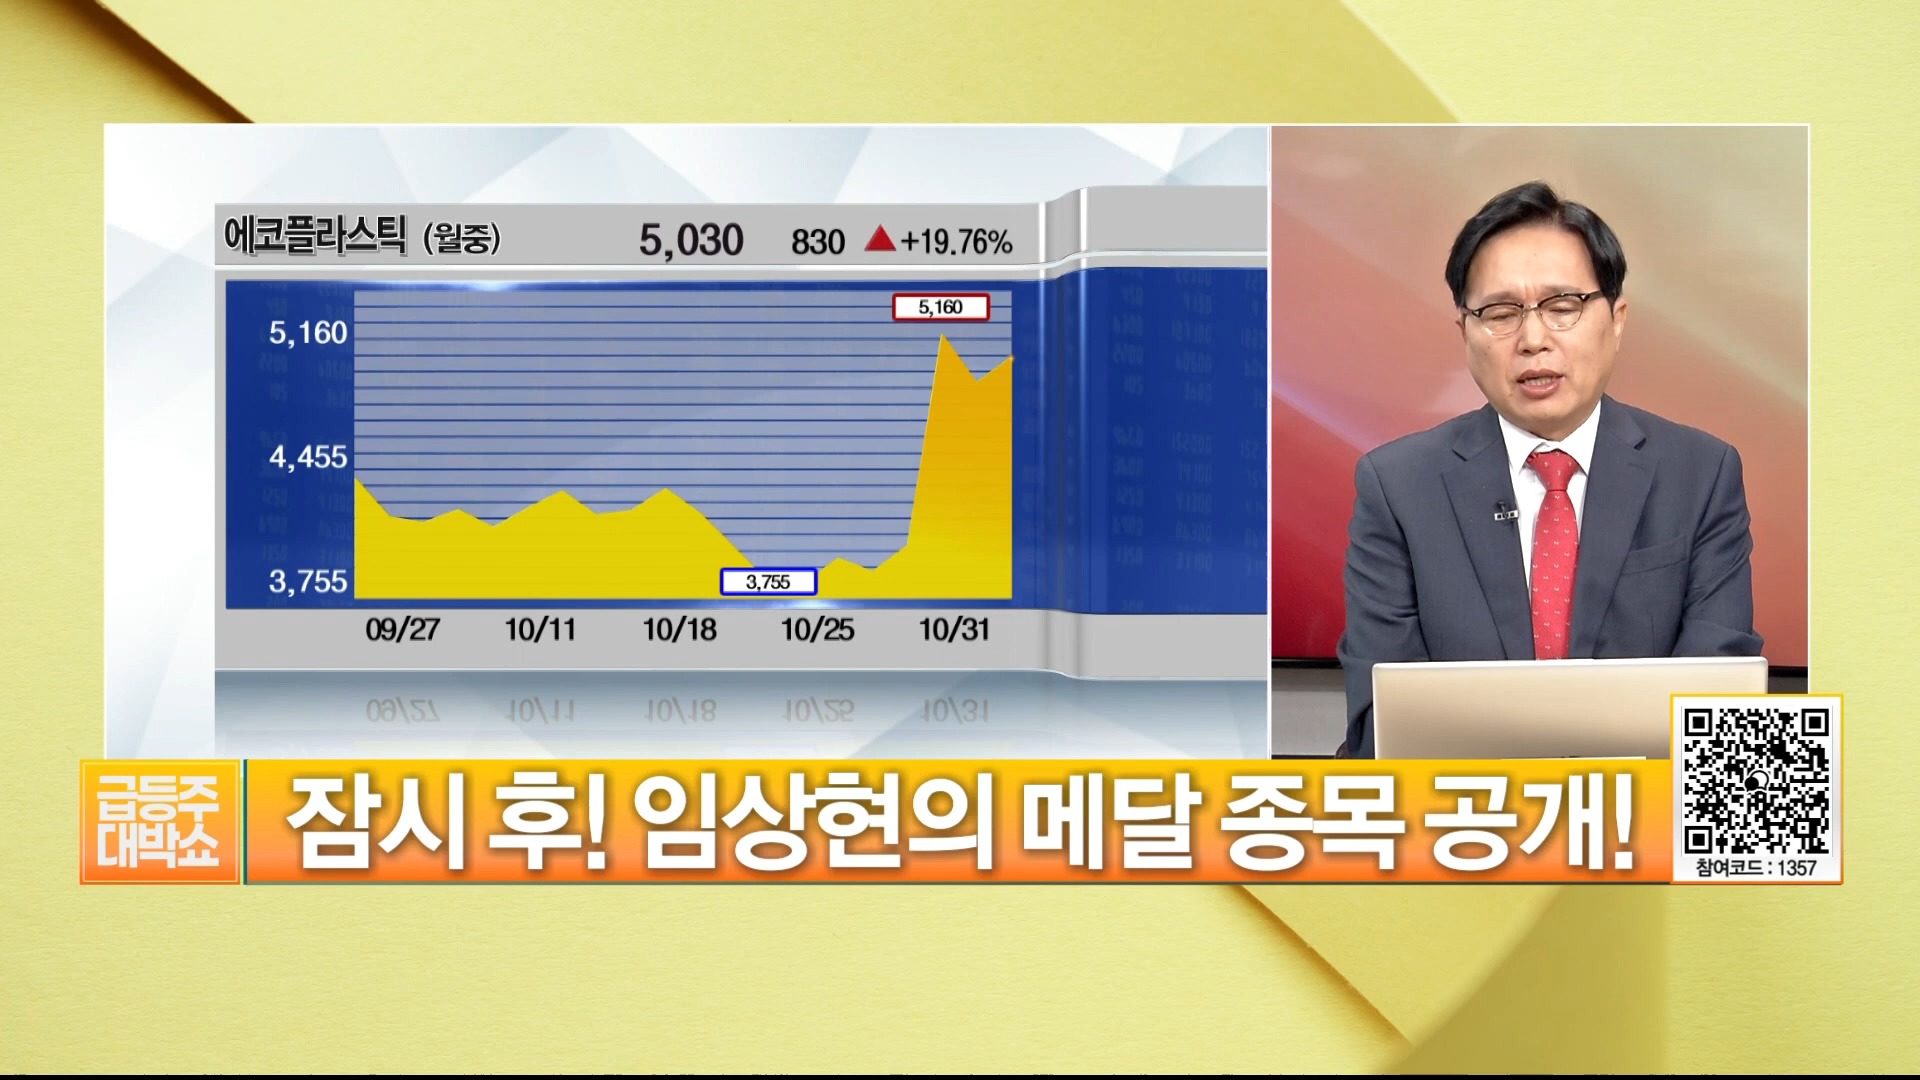 에코플라스틱 (월중) 5,030 830 ▲+19.76%
5,160
5,160
4,455
3,755
3,755
09/27 10/11 10/18 10/25 10/31
급등주
대박쇼
잠시 후! 임상현의 메달 종목 공개!
참여코드 : 1357